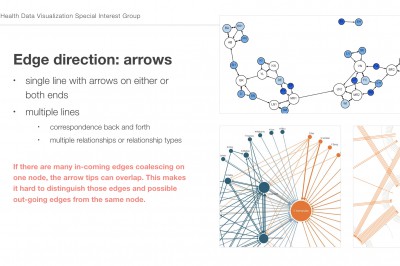 Health Data Visualization Special Interest Group
Edge direction: arrows
• single line with arrows on either or
both ends
• multiple lines
• correspondence back and forth
• multiple relationships or relationship types
If there are many in-coming edges coalescing on
one node, the arrow tips can overlap. This makes
it hard to distinguish those edges and possible
out-going edges from the same node.